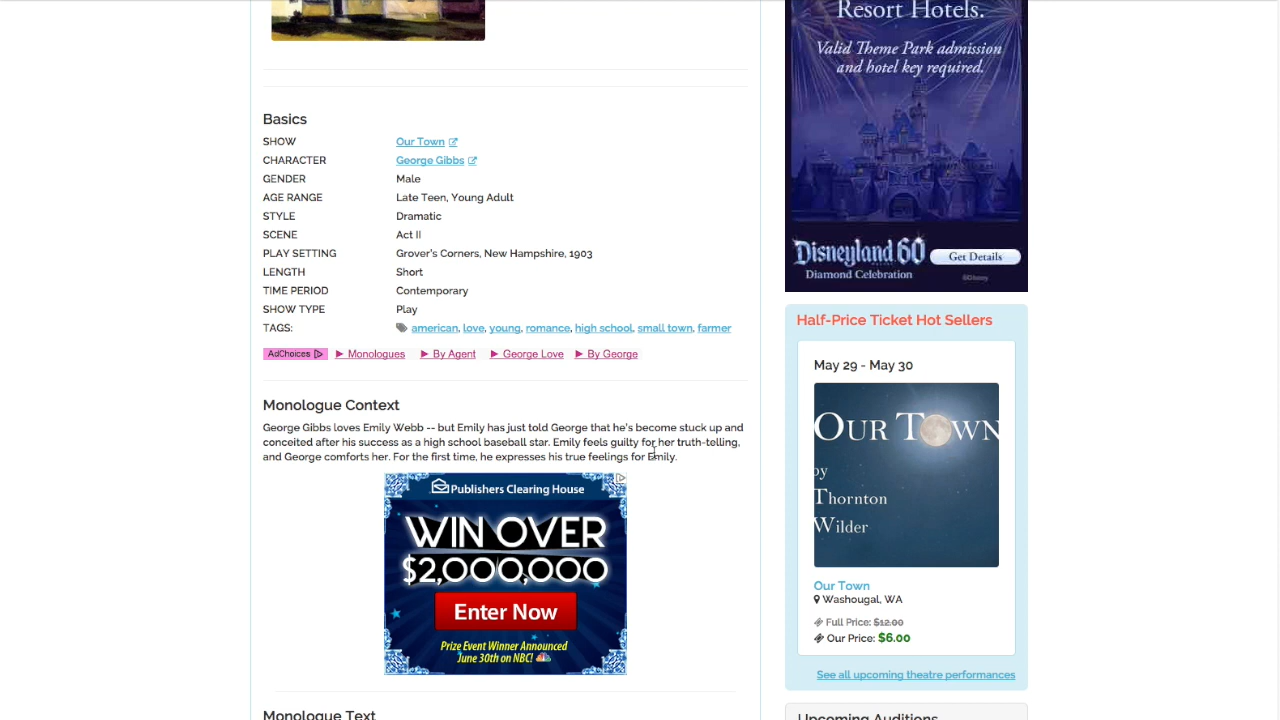 Basics
SHOW Our Town
CHARACTER George Gibbs
GENDER Male
AGE RANGE Late Teen, Young Adult
STYLE Dramatic
SCENE Act II
PLAY SETTING Grover's Corners, New Hampshire, 1903
LENGTH Short
TIME PERIOD Contemporary
SHOW TYPE Play
TAGS: american, love, young, romance, high school, small town, farmer
AdChoices Monologues By Agent George Love By George
Monologue Context
George Gibbs loves Emily Webb -- but Emily has just told George that he's become stuck up and
conceited after his success as a high school baseball star. Emily feels guilty for her truth-telling,
and George comforts her. For the first time, he expresses his true feelings for Emily.
Publishers Clearing House
WIN OVER
$2,000,000
Enter Now
Prize Event Winner Announced
June 30th on NBC!
Monologue Text
Resort Hotels.
Valid Theme Park admission
and hotel key required.
Disneyland 60
Diamond Celebration
Get Details
Half-Price Ticket Hot Sellers
May 29 - May 30
OUR TOWN
by
Thornton
Wilder
Our Town
Washougal, WA
Full Price: $12.00
Our Price: $6.00
See all upcoming theatre performances
Upcoming Auditions